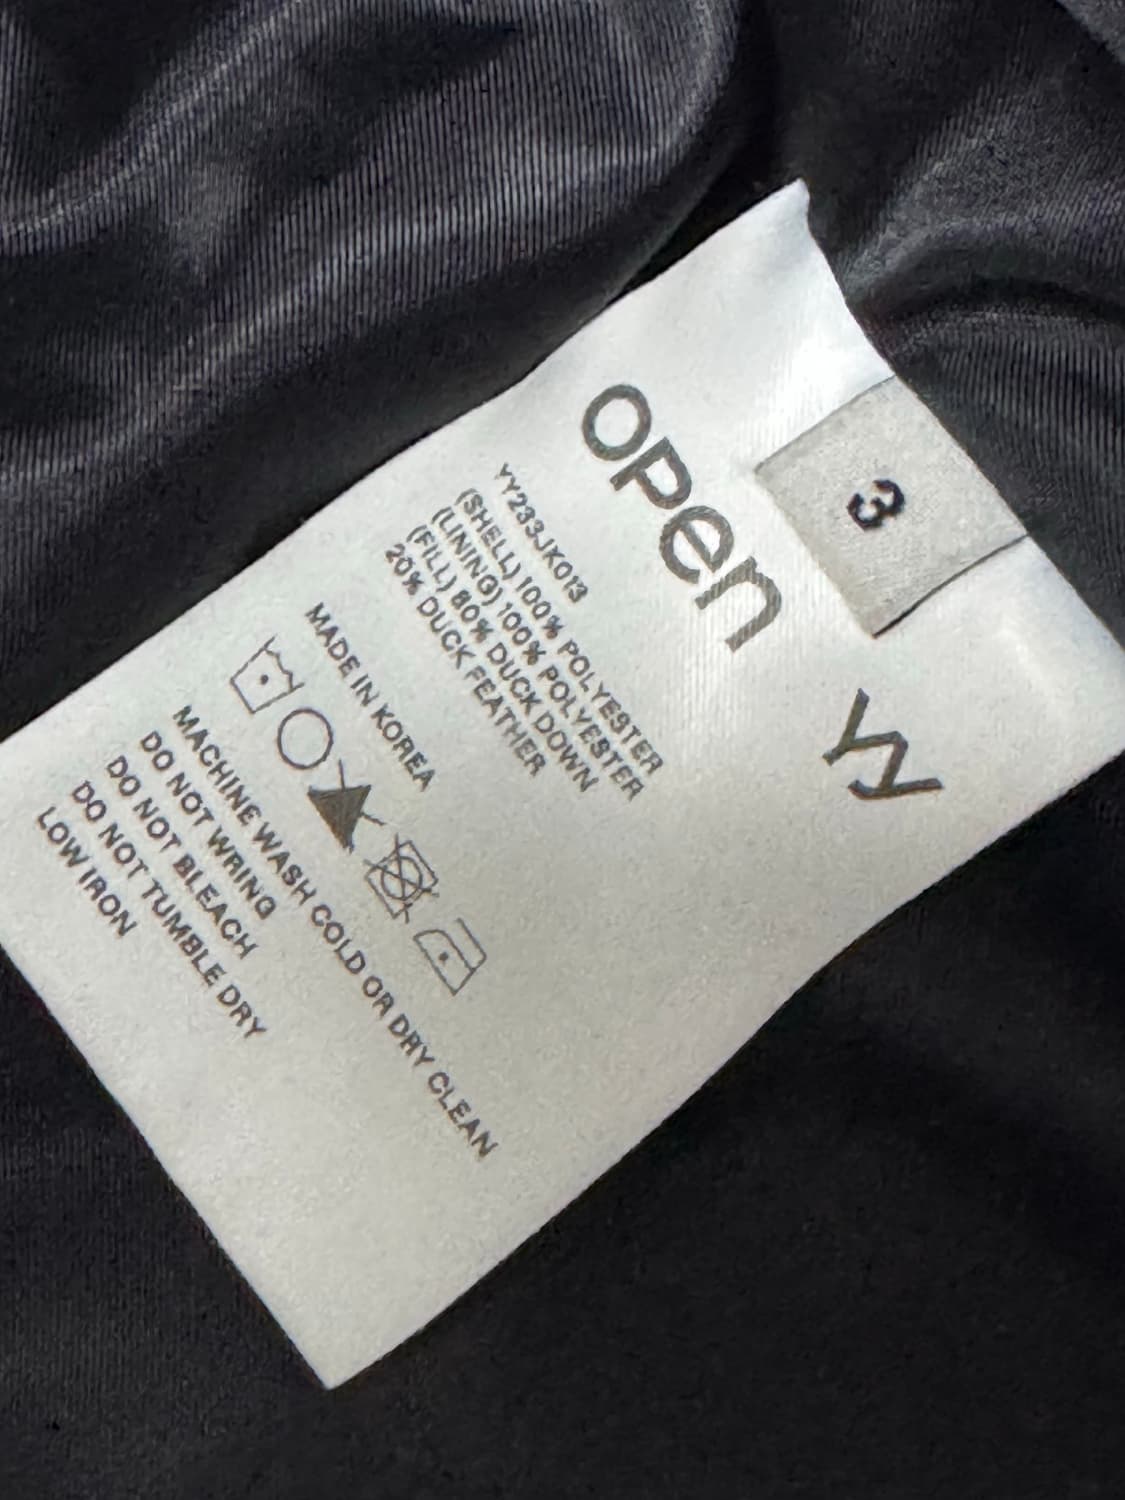 3
open yy
YY233JK013
(SHELL) 100% POLYESTER
(LINING) 100% POLYESTER
(FILL) 80% DUCK DOWN
20% DUCK FEATHER
MADE IN KOREA
MACHINE WASH COLD OR DRY CLEAN
DO NOT WRING
DO NOT BLEACH
DO NOT TUMBLE DRY
LOW IRON